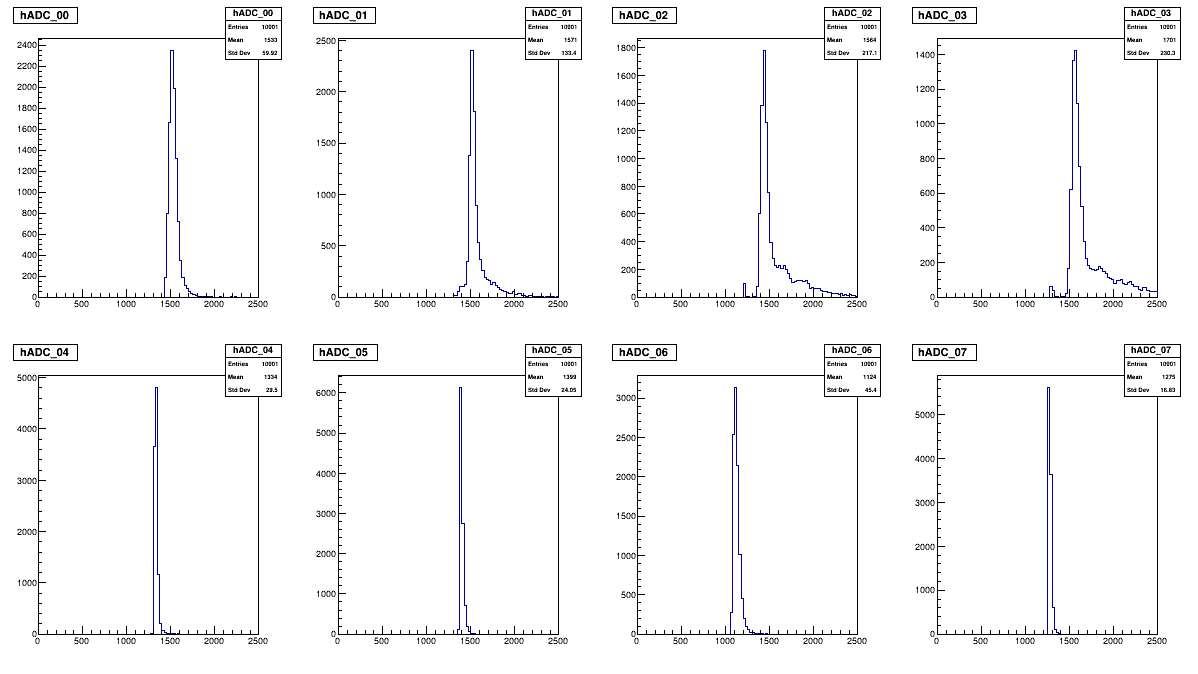 hADC_00
hADC_00
Entries 10001
Mean 1533
Std Dev 59.92
2400
2200
2000
1800
1600
1400
1200
1000
800
600
400
200
0
0 500 1000 1500 2000 2500
hADC_01
hADC_01
Entries 10001
Mean 1571
Std Dev 133.4
2500
2000
1500
1000
500
0
0 500 1000 1500 2000 2500
hADC_02
hADC_02
Entries 10001
Mean 1564
Std Dev 217.1
1800
1600
1400
1200
1000
800
600
400
200
0
0 500 1000 1500 2000 2500
hADC_03
hADC_03
Entries 10001
Mean 1701
Std Dev 230.3
1400
1200
1000
800
600
400
200
0
0 500 1000 1500 2000 2500
hADC_04
hADC_04
Entries 10001
Mean 1334
Std Dev 29.5
5000
4000
3000
2000
1000
0
0 500 1000 1500 2000 2500
hADC_05
hADC_05
Entries 10001
Mean 1399
Std Dev 24.05
6000
5000
4000
3000
2000
1000
0
0 500 1000 1500 2000 2500
hADC_06
hADC_06
Entries 10001
Mean 1124
Std Dev 45.4
3000
2500
2000
1500
1000
500
0
0 500 1000 1500 2000 2500
hADC_07
hADC_07
Entries 10001
Mean 1275
Std Dev 16.83
5000
4000
3000
2000
1000
0
0 500 1000 1500 2000 2500